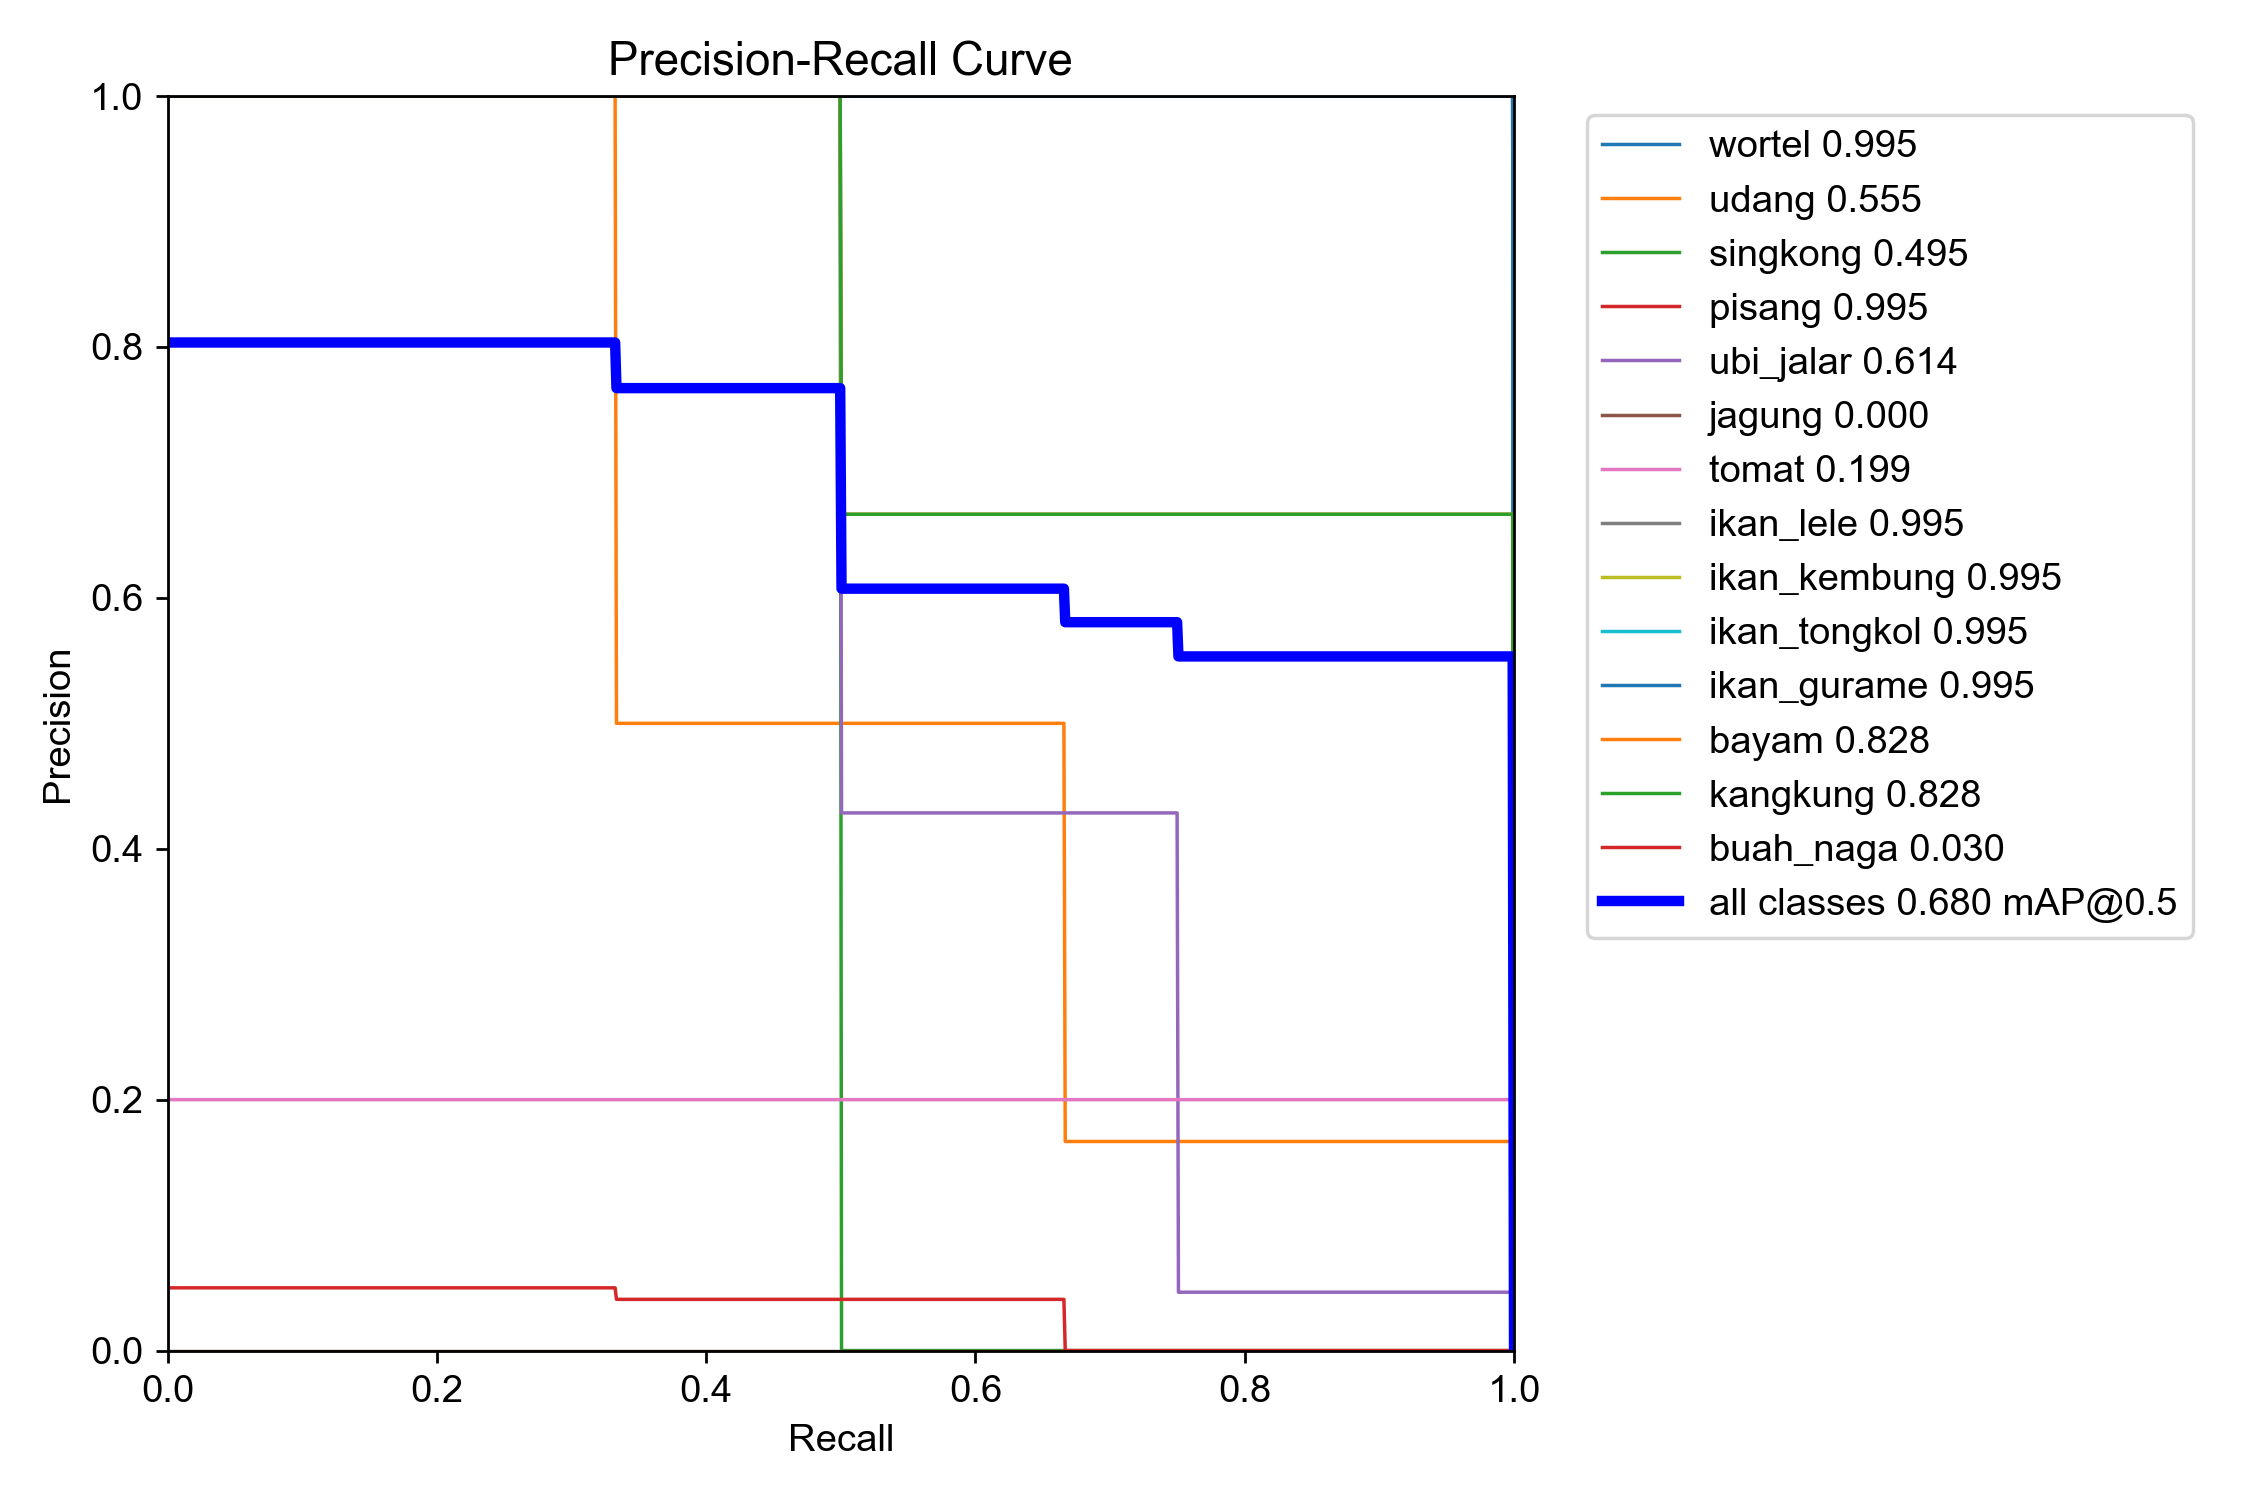 Precision-Recall Curve
1.0
0.8
0.6
0.4
0.2
0.0
Precision
0.0 0.2 0.4 0.6 0.8 1.0
Recall
wortel 0.995
udang 0.555
singkong 0.495
pisang 0.995
ubi_jalar 0.614
jagung 0.000
tomat 0.199
ikan_lele 0.995
ikan_kembung 0.995
ikan_tongkol 0.995
ikan_gurame 0.995
bayam 0.828
kangkung 0.828
buah_naga 0.030
all classes 0.680 mAP@0.5